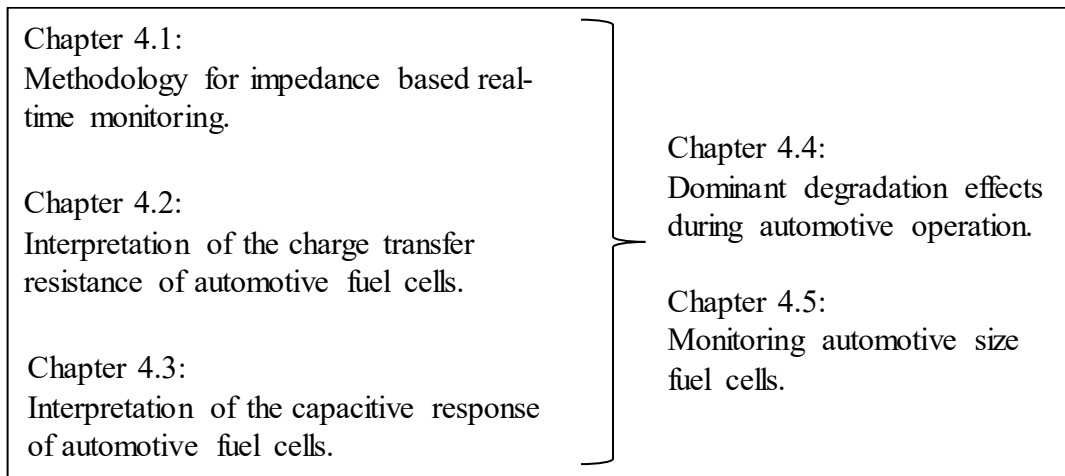 Chapter 4.1:
Methodology for impedance based real-
time monitoring.
Chapter 4.2:
Interpretation of the charge transfer
resistance of automotive fuel cells.
Chapter 4.3:
Interpretation of the capacitive response
of automotive fuel cells.
Chapter 4.4:
Dominant degradation effects
during automotive operation.
Chapter 4.5:
Monitoring automotive size
fuel cells.